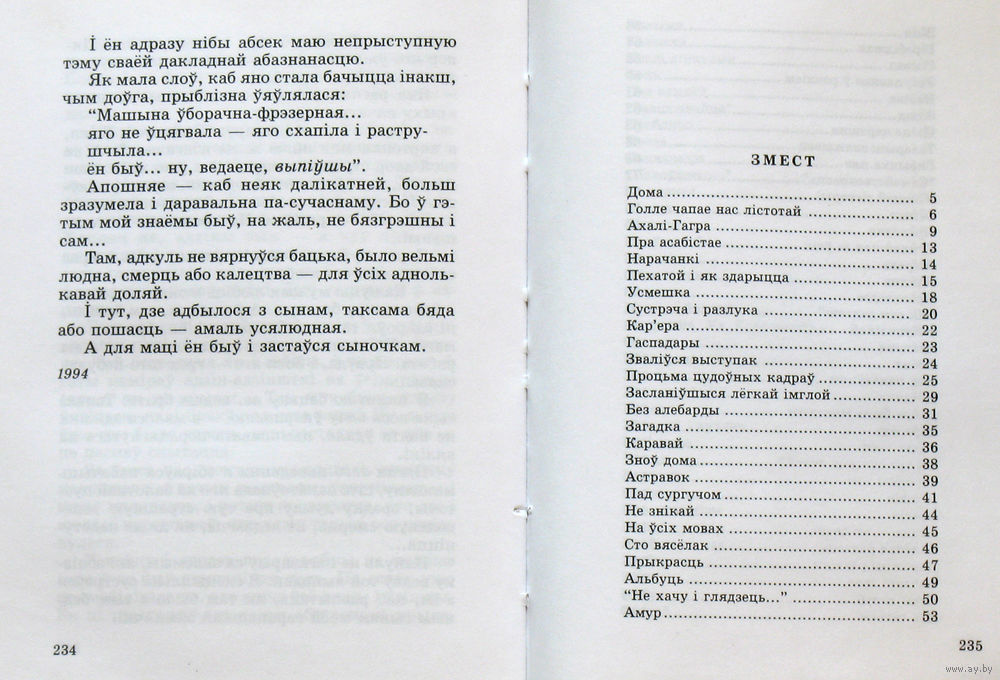 І ён адразу нібы абсек маю непрыступную
тэму сваёй дакладнай абазнанасцю.
Як мала слоў, каб яно стала бачыцца інакш,
чым доўга, прыблізна ўяўлялася:
“Машына ўборачна-фрэзерная...
яго не ўцягвала — яго схапіла і растру-
шчыла...
ён быў... ну, ведаеце, выпіўшы”.
Апошняе — каб неяк далікатней, больш
зразумела і даравальна па-сучаснаму. Бо ў гэ-
тым мой знаёмы быў, на жаль, не бязгрэшны і
сам...
Там, адкуль не вярнуўся бацька, было вельмі
людна, смерць або калецтва — для ўсіх адноль-
кавай доляй.
І тут, дзе адбылося з сынам, таксама бяда
або пошасць — амаль усялюдная.
А для маці ён быў і застаўся сыночкам.
1994
234
ЗМЕСТ
Дома ... 5
Голле чапае нас лістотай ... 6
Ахалі-Гагра ... 9
Пра асабістае ... 13
Нарачанкі ... 14
Пехатой і як здарыцца ... 15
Усмешка ... 18
Сустрэча і разлука ... 20
Кар’ера ... 22
Гаспадары ... 23
Зваліўся выступак ... 24
Процьма цудоўных кадраў ... 25
Засланіўшыся лёгкай імглой ... 29
Без алебарды ... 31
Загадка ... 35
Каравай ... 36
Зноў дома ... 38
Астравок ... 39
Пад сургучом ... 41
Не знікай ... 44
На ўсіх мовах ... 45
Сто вясёлак ... 46
Прыкрасць ... 47
Альбуць ... 49
“Не хачу і глядзець...” ... 50
Амур ... 53
235
www.ay.by